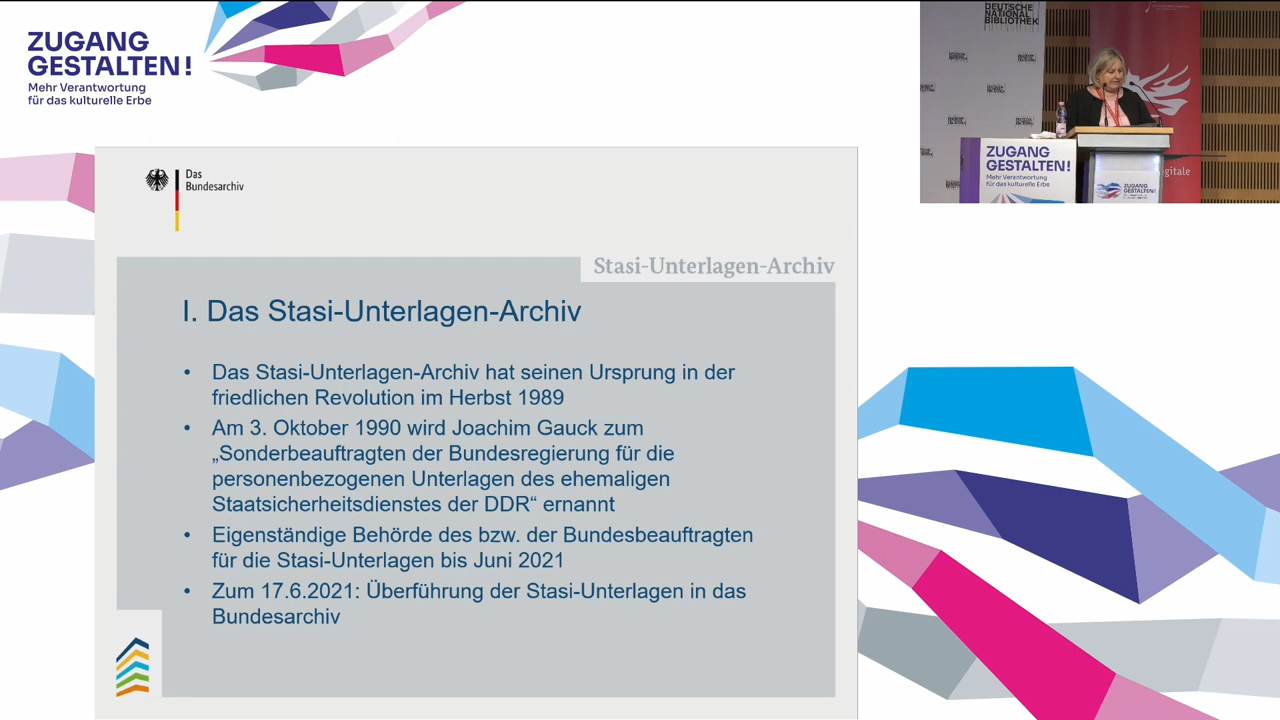 ZUGANG
GESTALTEN!
Mehr Verantwortung
für das kulturelle Erbe
DEUTSCHE
NATIONAL
BIBLIOTHEK
ZUGANG
GESTALTEN!
Mehr Verantwortung
für das kulturelle Erbe
ZUGANG
GESTALTEN!
Das
Bundesarchiv
Stasi-Unterlagen-Archiv
I. Das Stasi-Unterlagen-Archiv
• Das Stasi-Unterlagen-Archiv hat seinen Ursprung in der
friedlichen Revolution im Herbst 1989
• Am 3. Oktober 1990 wird Joachim Gauck zum
„Sonderbeauftragten der Bundesregierung für die
personenbezogenen Unterlagen des ehemaligen
Staatsicherheitsdienstes der DDR“ ernannt
• Eigenständige Behörde des bzw. der Bundesbeauftragten
für die Stasi-Unterlagen bis Juni 2021
• Zum 17.6.2021: Überführung der Stasi-Unterlagen in das
Bundesarchiv